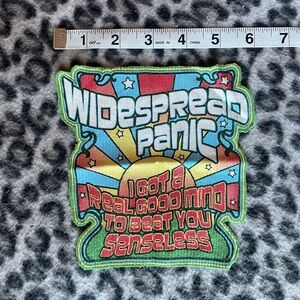 1 2 3 4 5 6 7
MADE IN CHINA
WIDESPREAD
PANIC
I GOT A
REAL GOOD MIND
TO BEAT YOU
SENSELESS